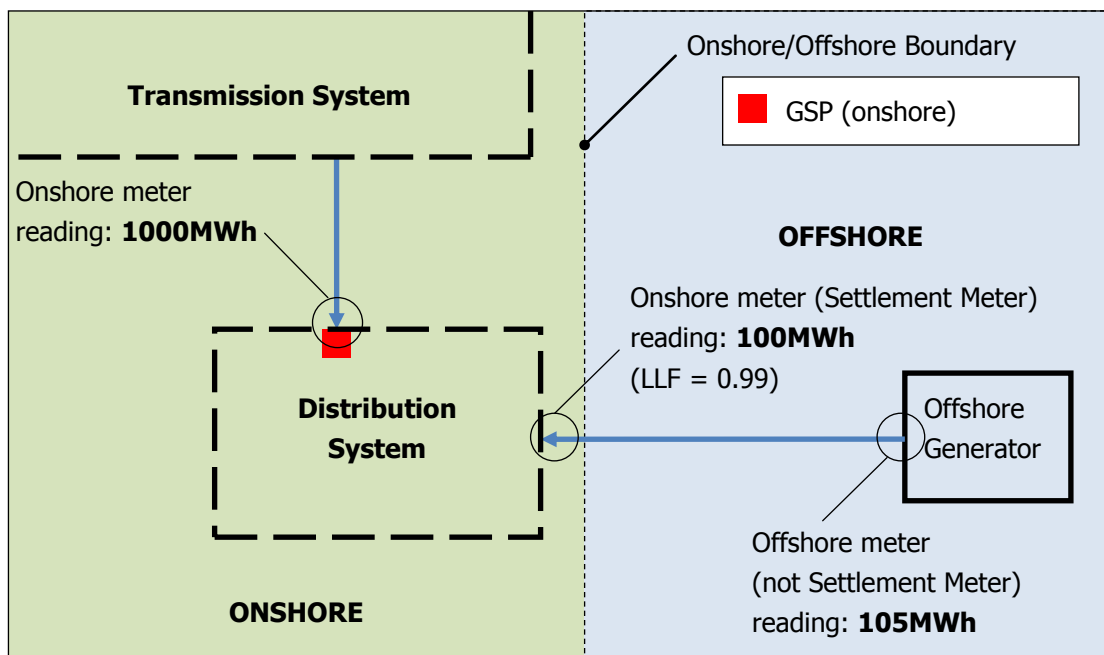 Transmission System
Onshore/Offshore Boundary
GSP (onshore)
Onshore meter
reading: 1000MWh
OFFSHORE
Onshore meter (Settlement Meter)
reading: 100MWh
(LLF = 0.99)
Distribution
System
Offshore
Generator
Offshore meter
(not Settlement Meter)
reading: 105MWh
ONSHORE